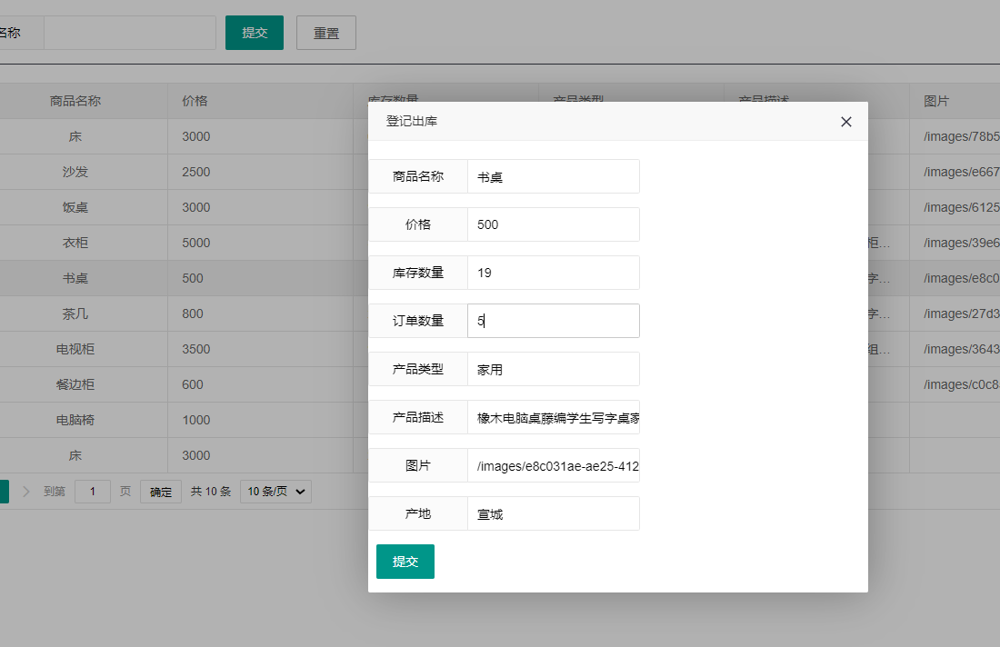 名称 提交 重置
商品名称 价格 库存数量 产品类型 产品描述 图片
床 3000 /images/78b5
沙发 2500 /images/e667
饭桌 3000 /images/6125
衣柜 5000 柜... /images/39e6
书桌 500 字... /images/e8c0
茶几 800 字... /images/27d3
电视柜 3500 组... /images/3643
餐边柜 600 /images/c0c8
电脑椅 1000
床 3000
到第 1 页 确定 共 10 条 10 条/页
登记出库
商品名称 书桌
价格 500
库存数量 19
订单数量 5
产品类型 家用
产品描述 橡木电脑桌藤编学生写字桌家
图片 /images/e8c031ae-ae25-412
产地 宣城
提交